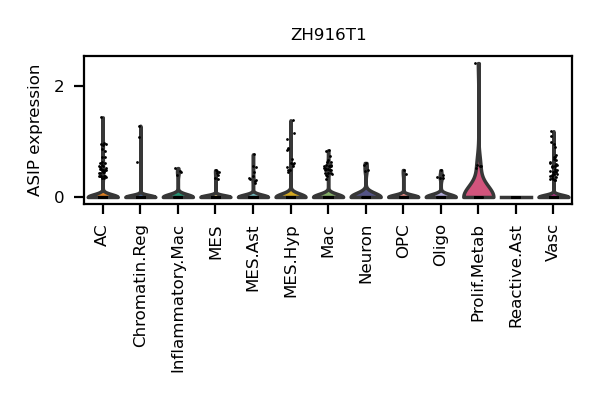 ZH916T1
ASIP expression
2
0
AC
Chromatin.Reg
Inflammatory.Mac
MES
MES.Ast
MES.Hyp
Mac
Neuron
OPC
Oligo
Prolif.Metab
Reactive.Ast
Vasc